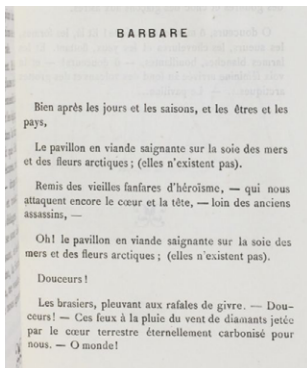 BARBARE
Bien après les jours et les saisons, et les êtres et les
pays,
Le pavillon en viande saignante sur la soie des mers
et des fleurs arctiques ; (elles n'existent pas).
Remis des vieilles fanfares d'héroïsme, — qui nous
attaquent encore le cœur et la tête, — loin des anciens
assassins, —
Oh! le pavillon en viande saignante sur la soie des
mers et des fleurs arctiques ; (elles n'existent pas).
Douceurs !
Les brasiers, pleuvant aux rafales de givre. — Dou-
ceurs! — Ces feux à la pluie du vent de diamants jetée
par le cœur terrestre éternellement carbonisé pour
nous. — O monde!